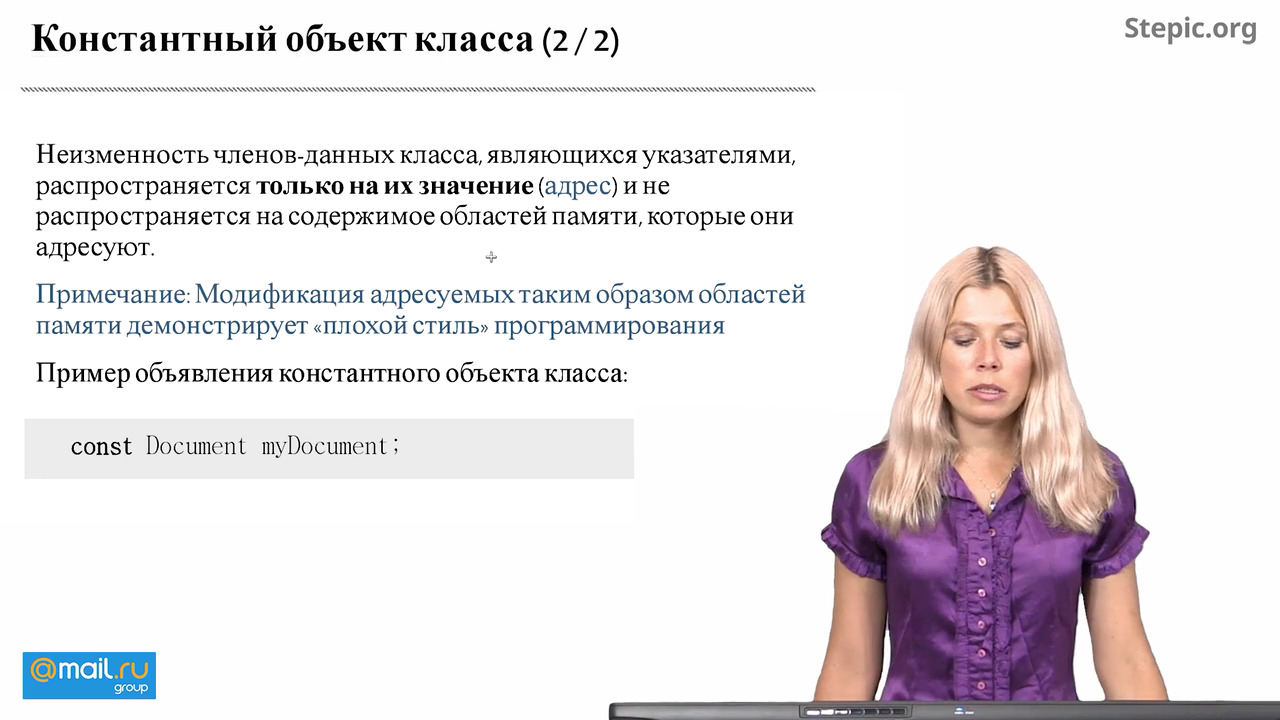 Константный объект класса (2 / 2)
Stepic.org
Неизменность членов-данных класса, являющихся указателями,
распространяется только на их значение (адрес) и не
распространяется на содержимое областей памяти, которые они
адресуют.
Примечание: Модификация адресуемых таким образом областей
памяти демонстрирует «плохой стиль» программирования
Пример объявления константного объекта класса:
const Document myDocument;
@mail.ru
group